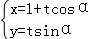 x=1+tcosα
y=tsinα